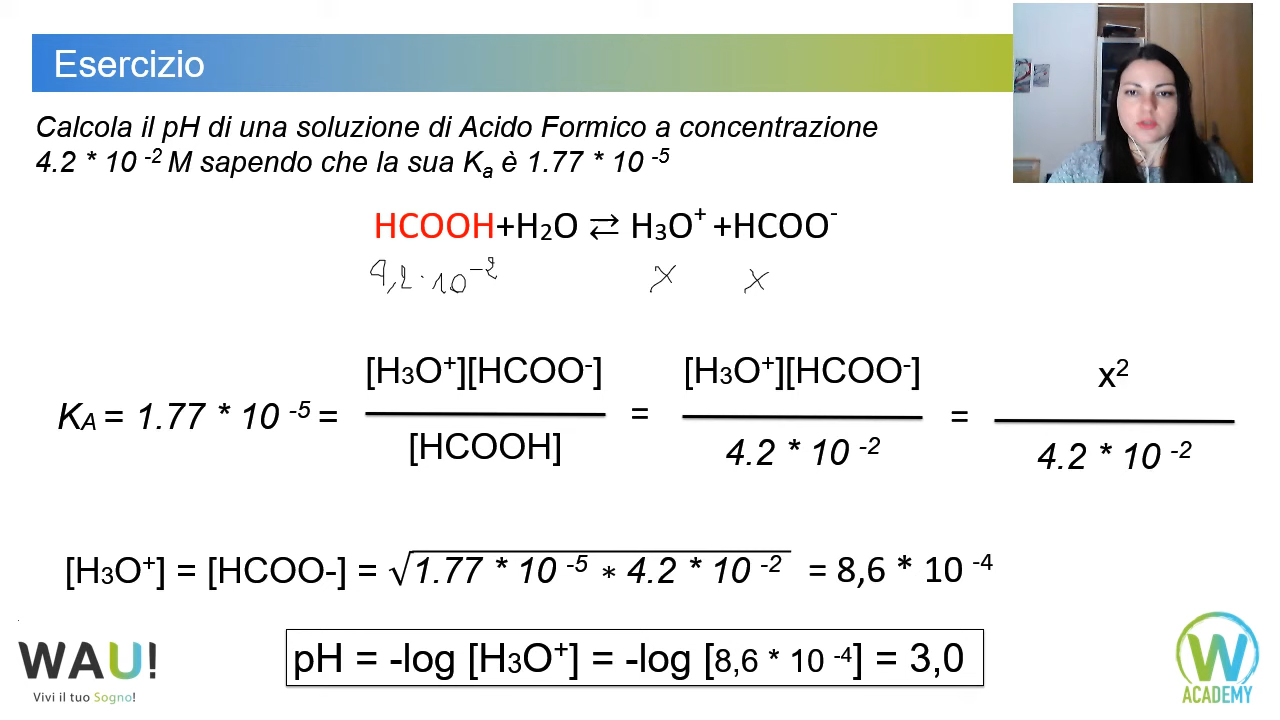 Esercizio
Calcola il pH di una soluzione di Acido Formico a concentrazione
4.2 * 10 ⁻² M sapendo che la sua Kₐ è 1.77 * 10 ⁻⁵
HCOOH+H₂O ⇄ H₃O⁺ +HCOO⁻
4,2 · 10⁻² x x
[H₃O⁺][HCOO⁻] [H₃O⁺][HCOO⁻] x²
K_A = 1.77 * 10 ⁻⁵ = = =
[HCOOH] 4.2 * 10 ⁻² 4.2 * 10 ⁻²
[H₃O⁺] = [HCOO-] = √1.77 * 10 ⁻⁵ * 4.2 * 10 ⁻² = 8,6 * 10 ⁻⁴
pH = -log [H₃O⁺] = -log [8,6 * 10 ⁻⁴] = 3,0
WAU!
Vivi il tuo Sogno!
W
ACADEMY